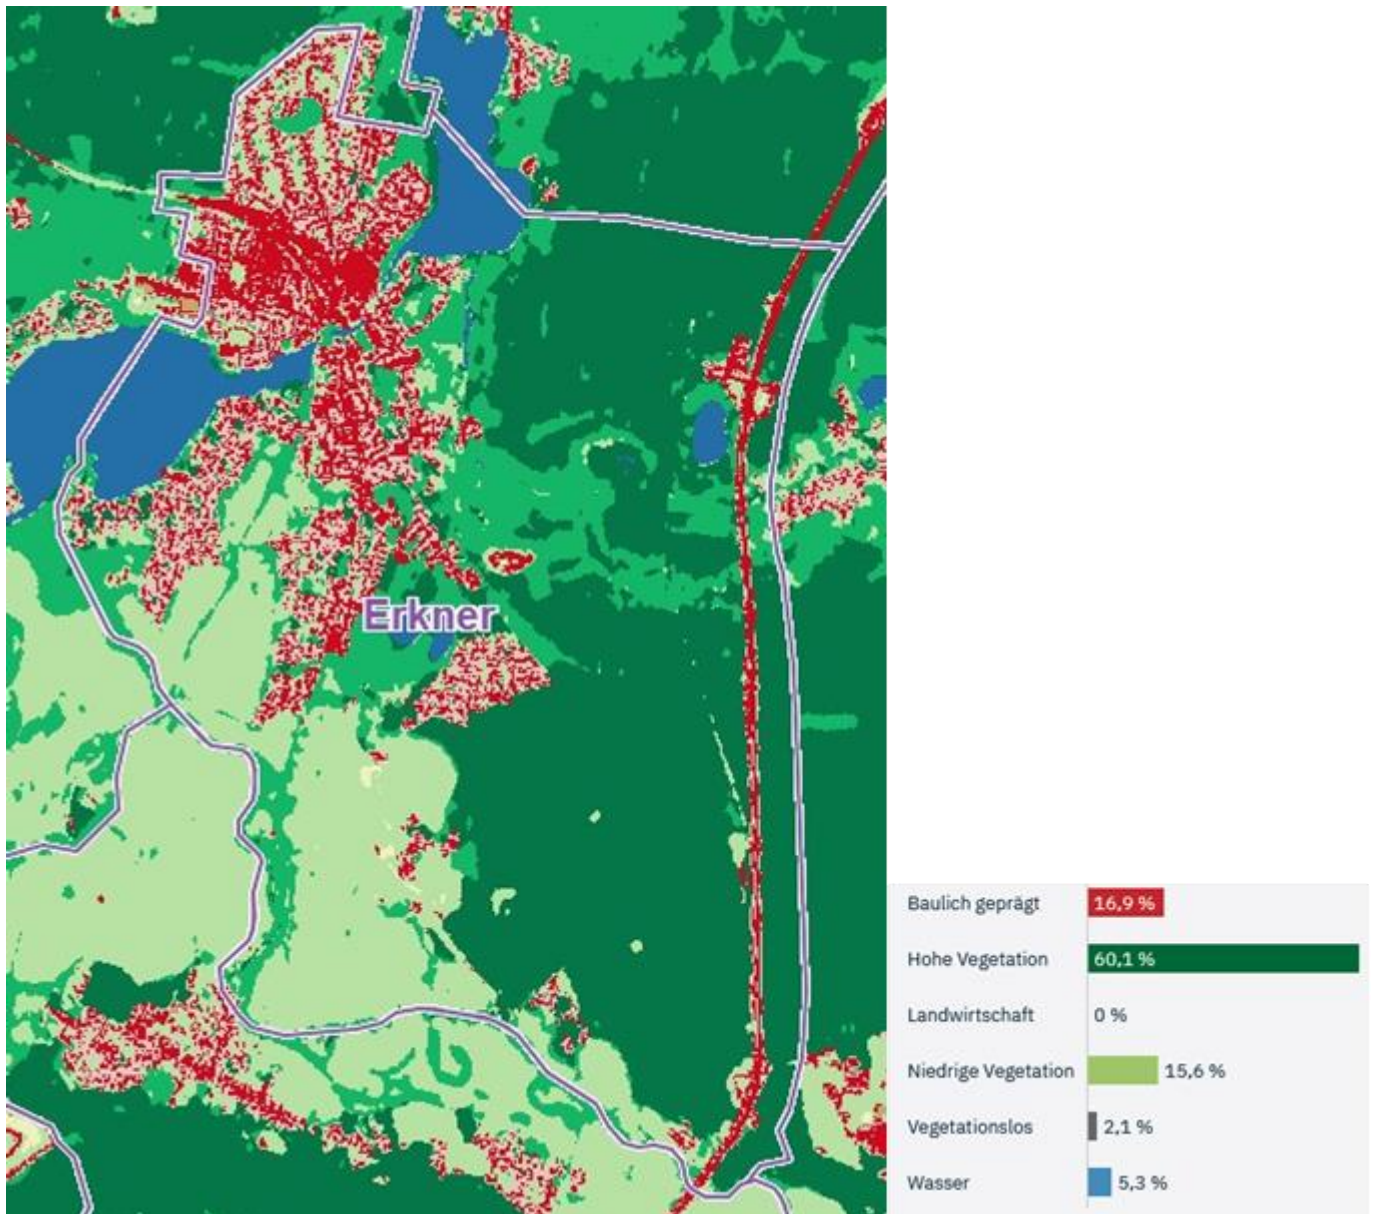 Erkner
Baulich geprägt 16,9 %
Hohe Vegetation 60,1 %
Landwirtschaft 0 %
Niedrige Vegetation 15,6 %
Vegetationslos 2,1 %
Wasser 5,3 %